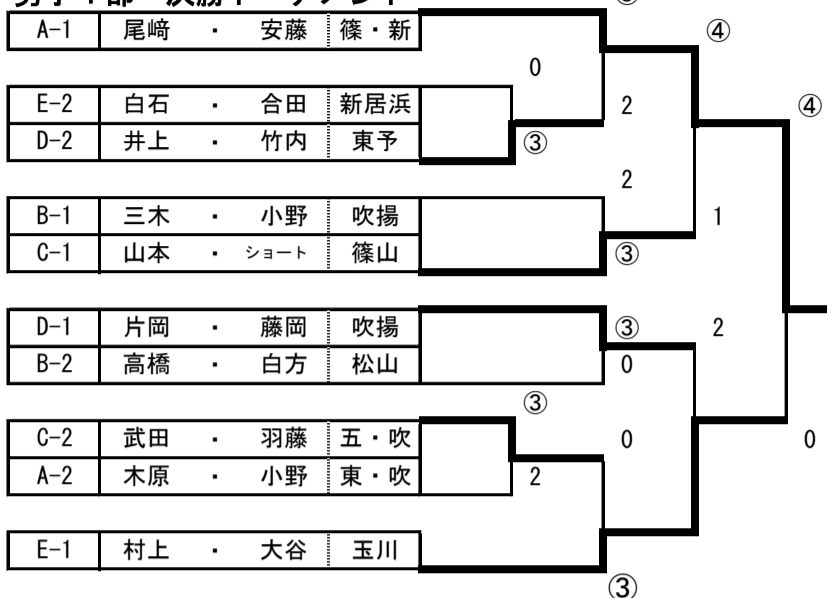 決勝トーナメント
A-1 尾﨑 ・ 安藤 篠・新
④
0
E-2 白石 ・ 合田 新居浜
2
④
D-2 井上 ・ 竹内 東予
③
2
B-1 三木 ・ 小野 吹揚
1
C-1 山本 ・ ショート 篠山
③
D-1 片岡 ・ 藤岡 吹揚
③
2
B-2 高橋 ・ 白方 松山
0
③
C-2 武田 ・ 羽藤 五・吹
0
0
A-2 木原 ・ 小野 東・吹
2
E-1 村上 ・ 大谷 玉川
③